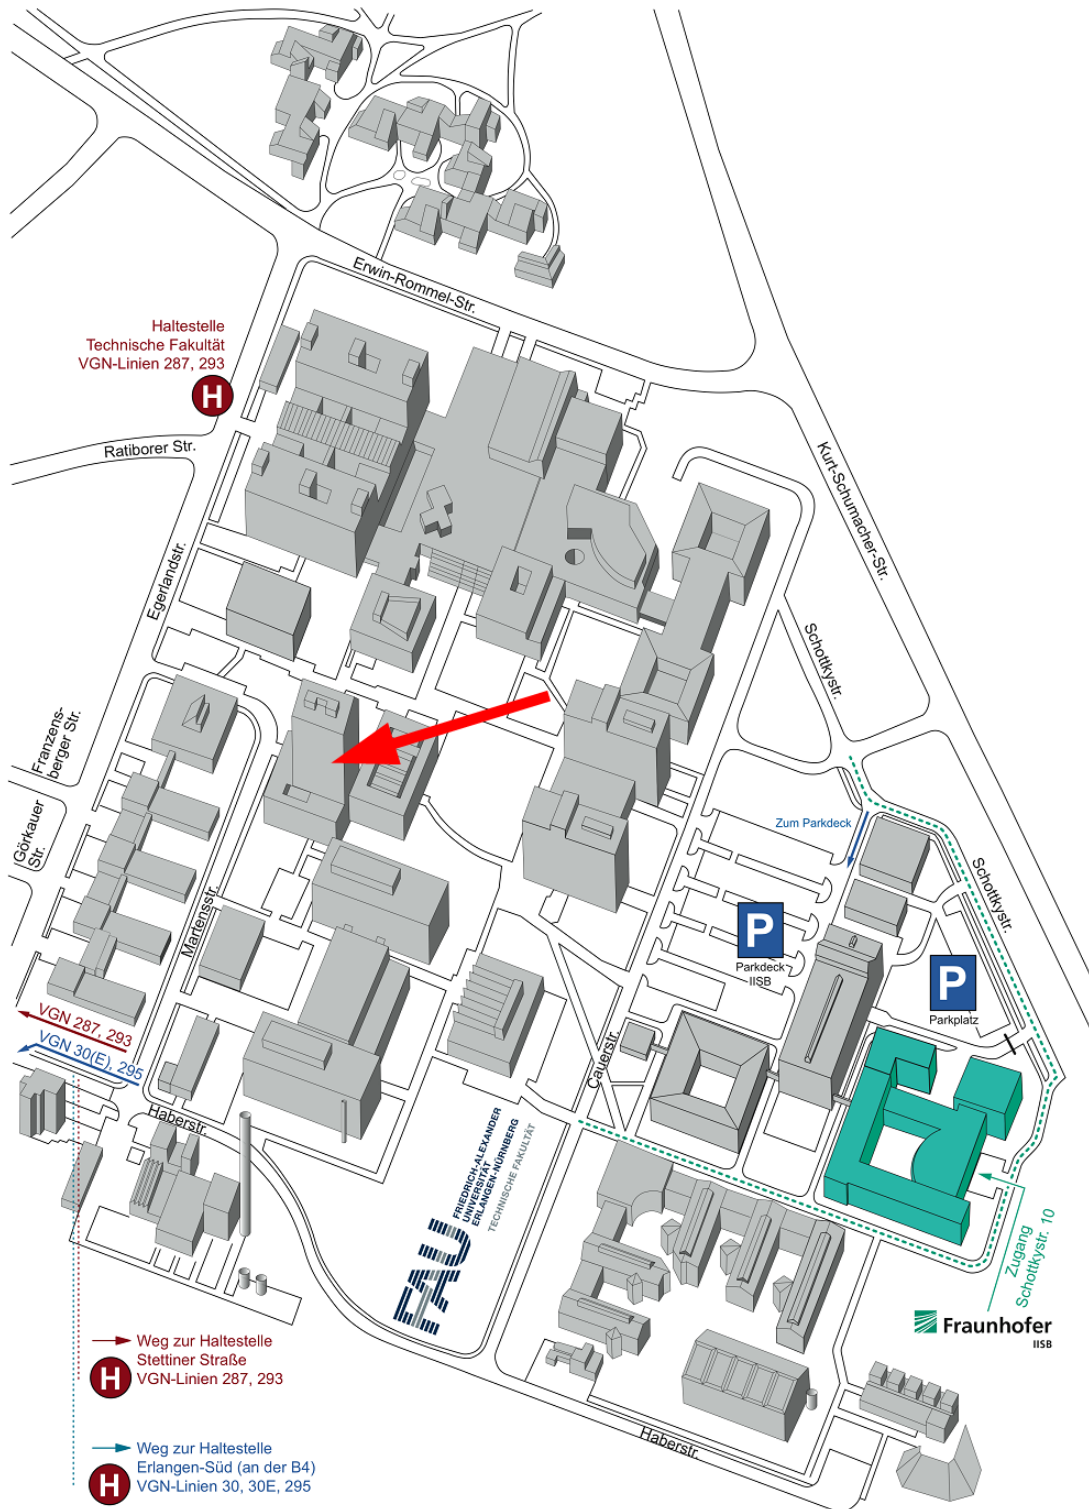 Erwin-Rommel-Str.
Haltestelle
Technische Fakultät
VGN-Linien 287, 293
H
Ratiborer Str.
Kurt-Schumacher-Str.
Egerlandstr.
Schottkystr.
Franzens-
berger Str.
Görkauer
Str.
Zum Parkdeck
Schottkystr.
Martensstr.
P
Parkdeck
IISB
P
Parkplatz
VGN 287, 293
VGN 30(E), 295
Cauerstr.
Haberstr.
FAU
FRIEDRICH-ALEXANDER
UNIVERSITÄT
ERLANGEN-NÜRNBERG
TECHNISCHE FAKULTÄT
Zugang
Schottkystr. 10
Fraunhofer
IISB
Weg zur Haltestelle
Stettiner Straße
VGN-Linien 287, 293
H
Haberstr.
Weg zur Haltestelle
Erlangen-Süd (an der B4)
VGN-Linien 30, 30E, 295
H